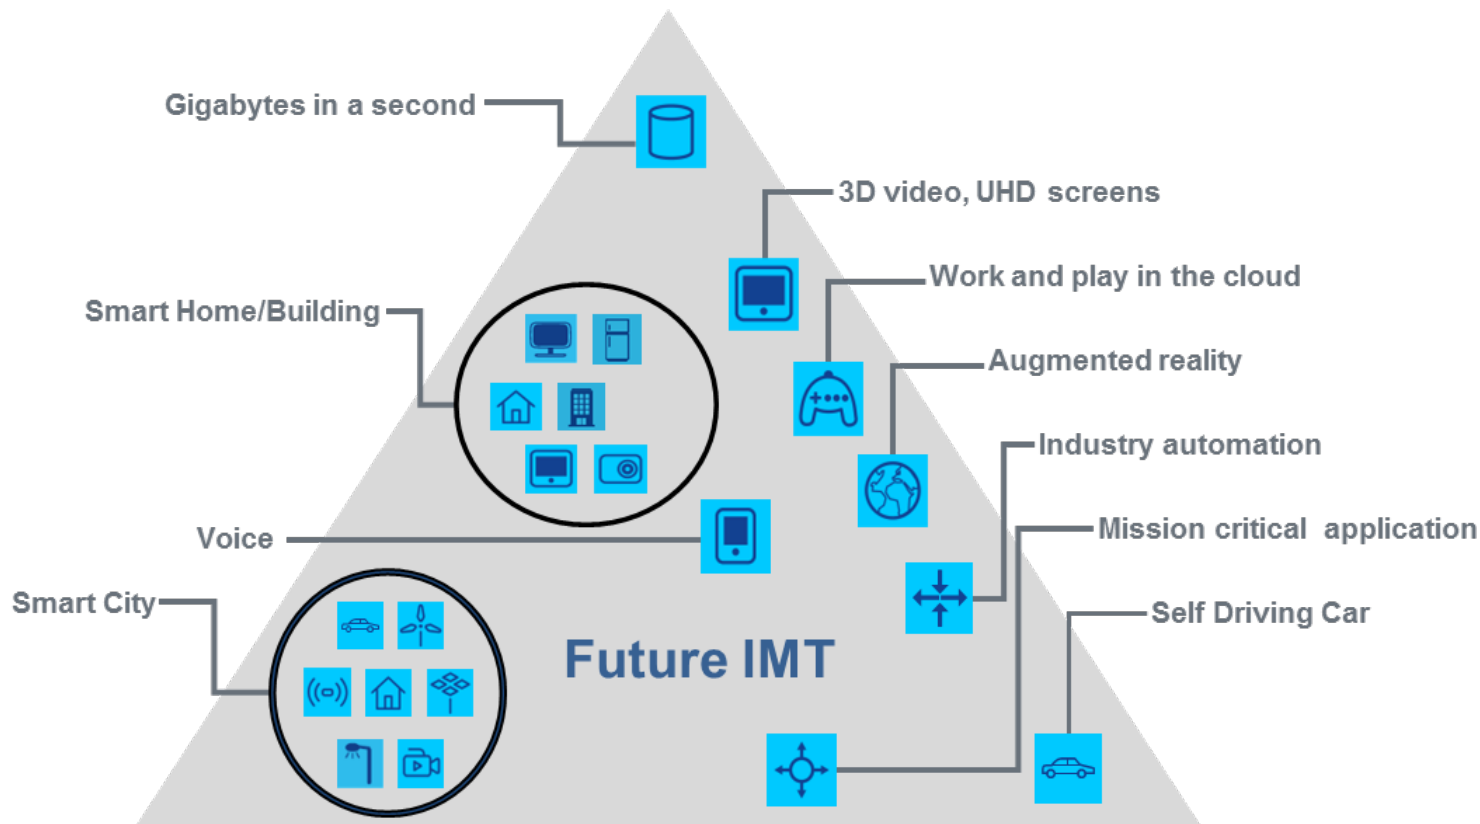 Gigabytes in a second
3D video, UHD screens
Work and play in the cloud
Smart Home/Building
Augmented reality
Industry automation
Mission critical application
Voice
Smart City
Self Driving Car
Future IMT